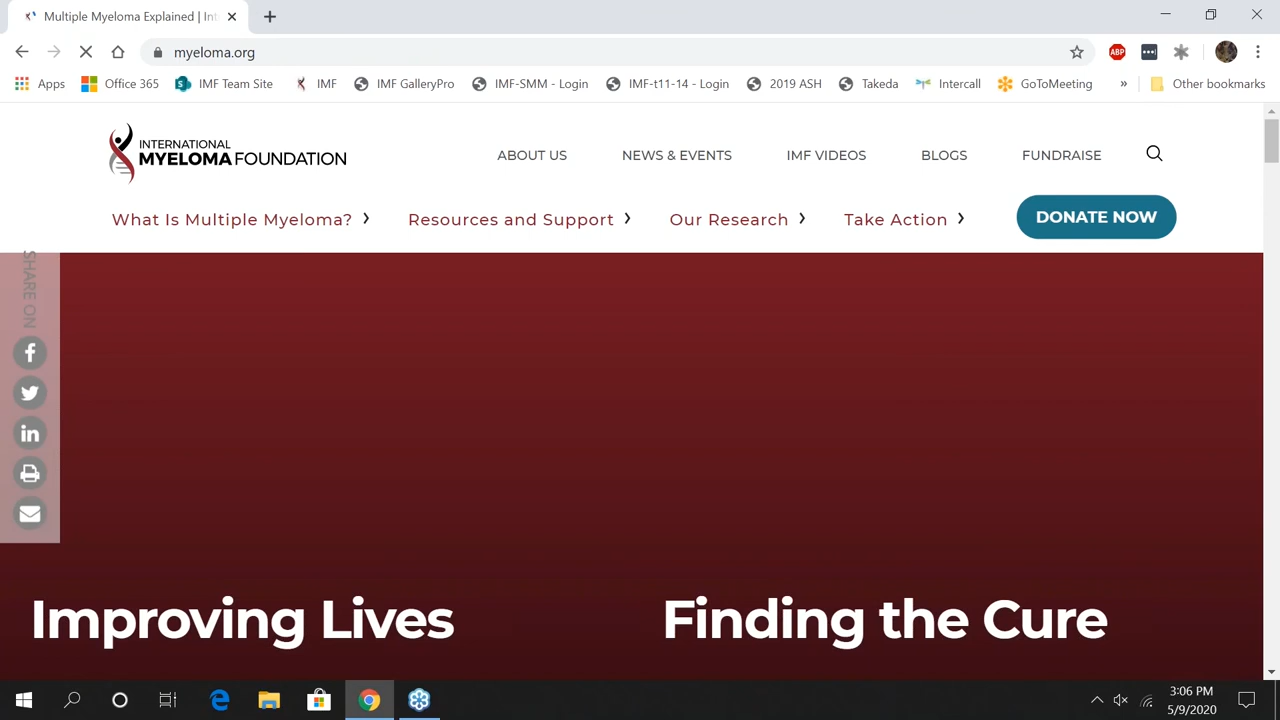 Multiple Myeloma Explained | Int
myeloma.org
ABP
Apps Office 365 IMF Team Site IMF IMF GalleryPro IMF-SMM - Login IMF-t11-14 - Login 2019 ASH Takeda Intercall GoToMeeting » Other bookmarks
INTERNATIONAL
MYELOMA FOUNDATION
ABOUT US NEWS & EVENTS IMF VIDEOS BLOGS FUNDRAISE
What Is Multiple Myeloma? Resources and Support Our Research Take Action DONATE NOW
SHARE ON
Improving Lives Finding the Cure
3:06 PM
5/9/2020